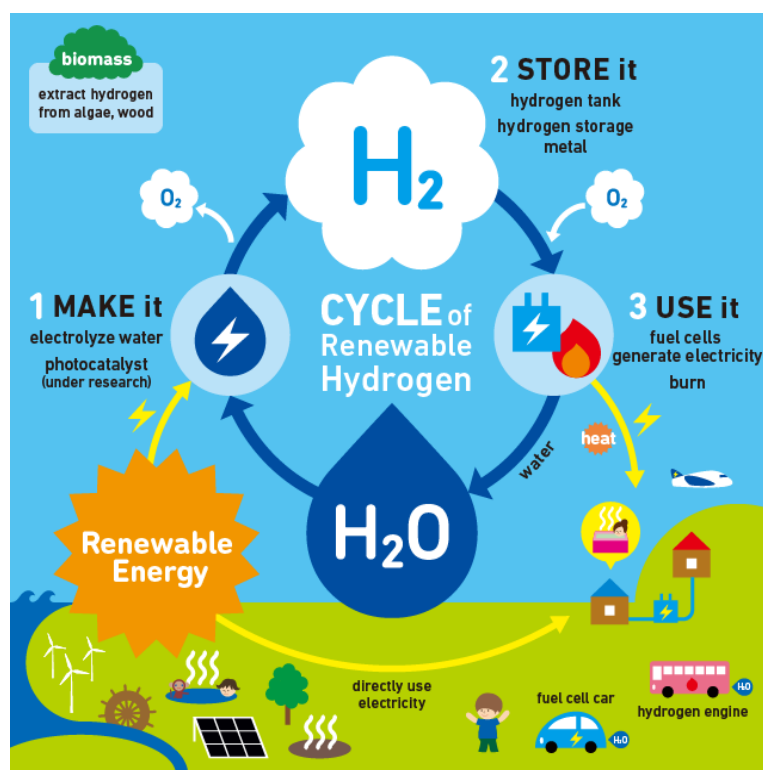 biomass
extract hydrogen
from algae, wood
2 STORE it
hydrogen tank
hydrogen storage
metal
H₂
O₂
O₂
1 MAKE it
electrolyze water
photocatalyst
(under research)
CYCLE of
Renewable
Hydrogen
3 USE it
fuel cells
generate electricity
burn
heat
water
H₂O
Renewable
Energy
directly use
electricity
fuel cell car
H₂O
H₂O
hydrogen engine